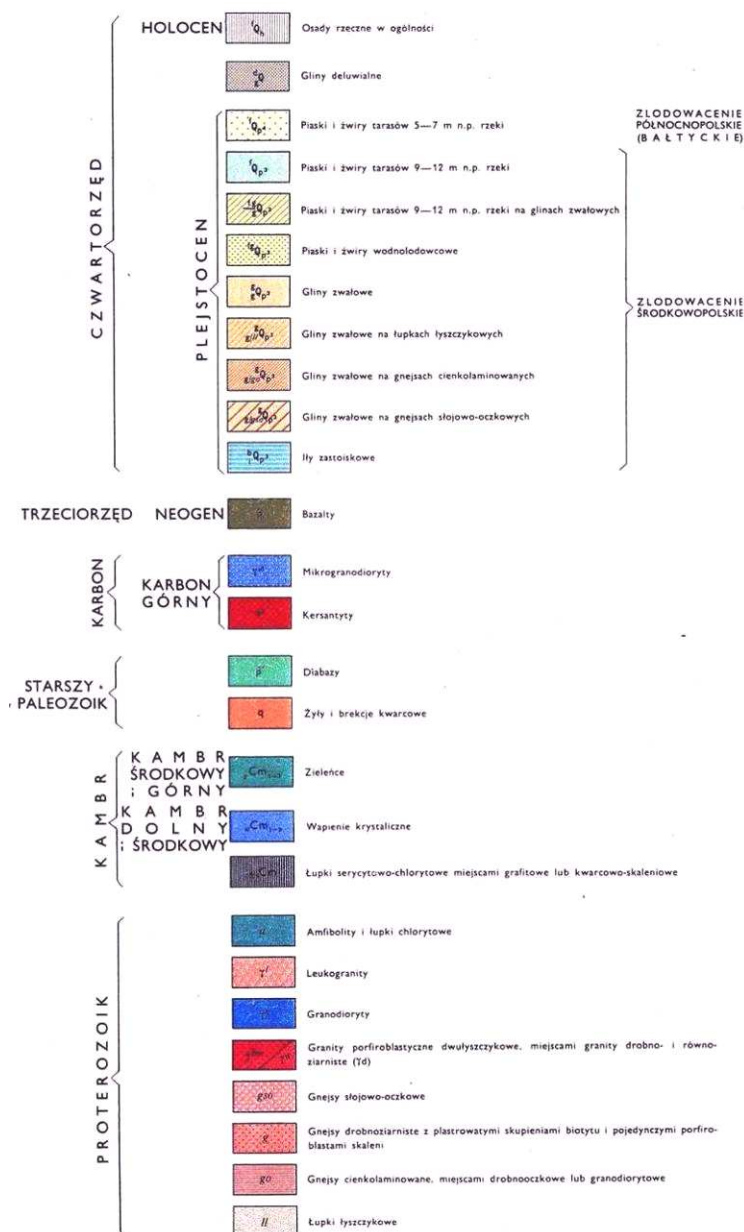 HOLOCEN fQh Osady rzeczne w ogólności
Gliny deluwialne
Piaski i żwiry tarasów 5—7 m n.p. rzeki
ZLODOWACENIE
PÓŁNOCNOPOLSKIE
(BAŁTYCKIE)
Piaski i żwiry tarasów 9—12 m n.p. rzeki
Piaski i żwiry tarasów 9—12 m n.p. rzeki na glinach zwałowych
Piaski i żwiry wodnolodowcowe
CZWARTORZĘD
PLEJSTOCEN
Gliny zwałowe
ZLODOWACENIE
ŚRODKOWOPOLSKIE
Gliny zwałowe na łupkach łyszczykowych
Gliny zwałowe na gnejsach cienkolaminowanych
Gliny zwałowe na gnejsach słojowo-oczkowych
Iły zastoiskowe
TRZECIORZĘD NEOGEN Bazalty
KARBON
KARBON
GÓRNY
Mikrogranodioryty
Kersantyty
STARSZY
PALEOZOIK
Diabazy
q Żyły i brekcje kwarcowe
KAMBR
KAMBR
ŚRODKOWY
i GÓRNY
Zieleńce
KAMBR
DOLNY
i ŚRODKOWY
Wapienie krystaliczne
Łupki serycytowo-chlorytowe miejscami grafitowe lub kwarcowo-skaleniowe
PROTEROZOIK
Amfibolity i łupki chlorytowe
Leukogranity
Granodioryty
Granity porfiroblastyczne dwułyszczykowe, miejscami granity drobno- i równo-
ziarniste (γd)
gso Gnejsy słojowo-oczkowe
g Gnejsy drobnoziarniste z plastrowatymi skupieniami biotytu i pojedynczymi porfiro-
blastami skaleni
go Gnejsy cienkolaminowane, miejscami drobnooczkowe lub granodiorytowe
ll Łupki łyszczykowe